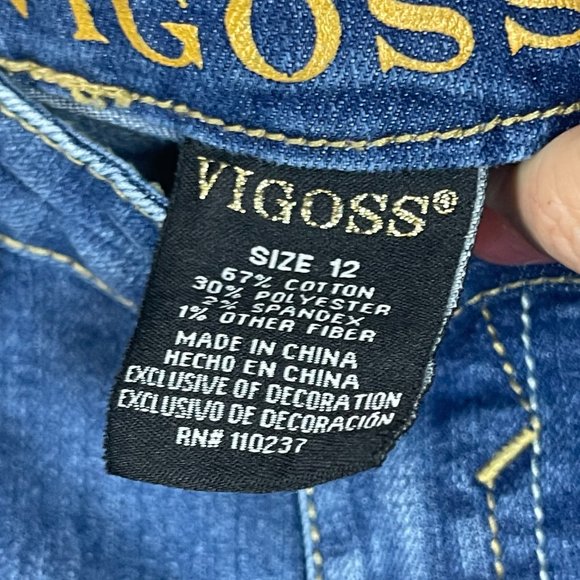 VIGOSS
VIGOSS®
SIZE 12
67% COTTON
30% POLYESTER
2% SPANDEX
1% OTHER FIBER
MADE IN CHINA
HECHO EN CHINA
EXCLUSIVE OF DECORATION
EXCLUSIVO DE DECORACIÓN
RN# 110237